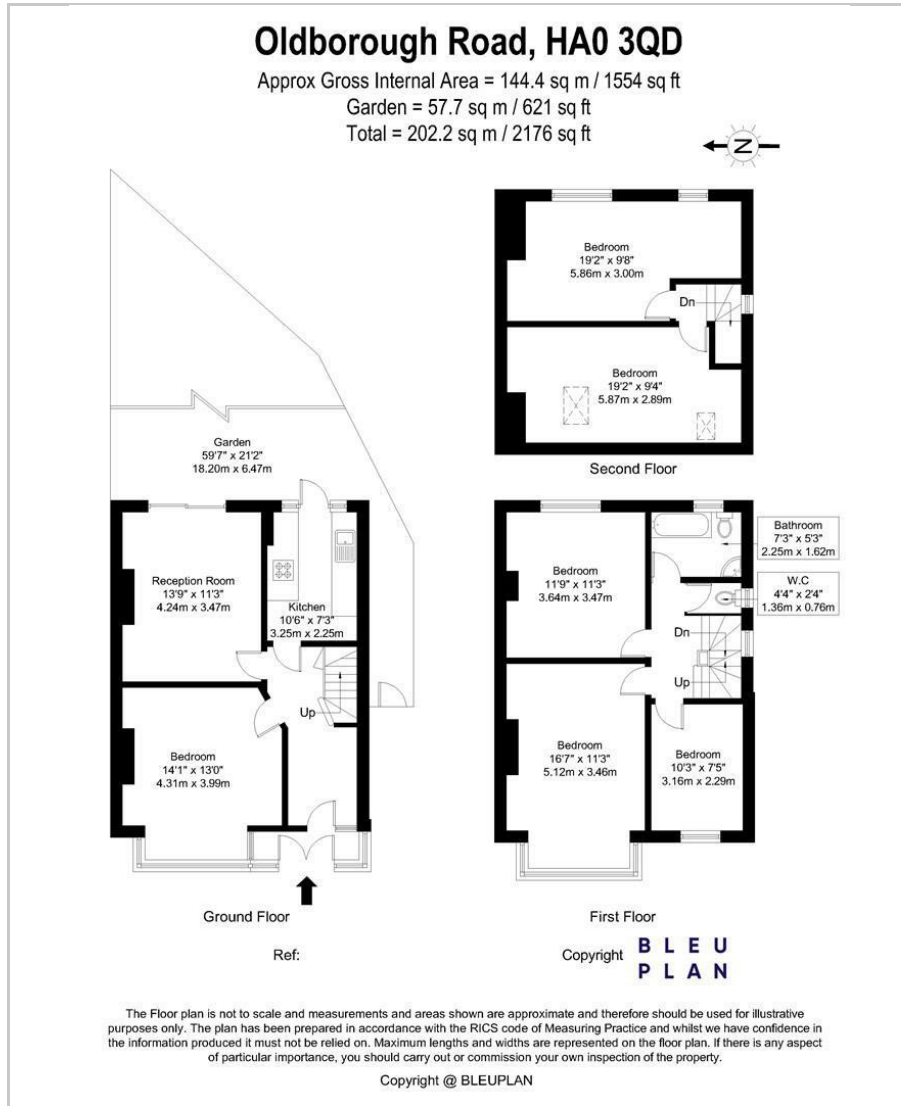 Oldborough Road, HA0 3QD
Approx Gross Internal Area = 144.4 sq m / 1554 sq ft
Garden = 57.7 sq m / 621 sq ft
Total = 202.2 sq m / 2176 sq ft
N
Bedroom
19'2" x 9'8"
5.86m x 3.00m
Dn
Bedroom
19'2" x 9'4"
5.87m x 2.89m
Second Floor
Garden
59'7" x 21'2"
18.20m x 6.47m
Reception Room
13'9" x 11'3"
4.24m x 3.47m
Kitchen
10'6" x 7'3"
3.25m x 2.25m
Up
Bedroom
14'1" x 13'0"
4.31m x 3.99m
Ground Floor
Bathroom
7'3" x 5'3"
2.25m x 1.62m
W.C
4'4" x 2'4"
1.36m x 0.76m
Bedroom
11'9" x 11'3"
3.64m x 3.47m
Dn
Up
Bedroom
16'7" x 11'3"
5.12m x 3.46m
Bedroom
10'3" x 7'5"
3.16m x 2.29m
First Floor
Ref:
Copyright
BLEU
PLAN
The Floor plan is not to scale and measurements and areas shown are approximate and therefore should be used for illustrative
purposes only. The plan has been prepared in accordance with the RICS code of Measuring Practice and whilst we have confidence in
the information produced it must not be relied on. Maximum lengths and widths are represented on the floor plan. If there is any aspect
of particular importance, you should carry out or commission your own inspection of the property.
Copyright @ BLEUPLAN